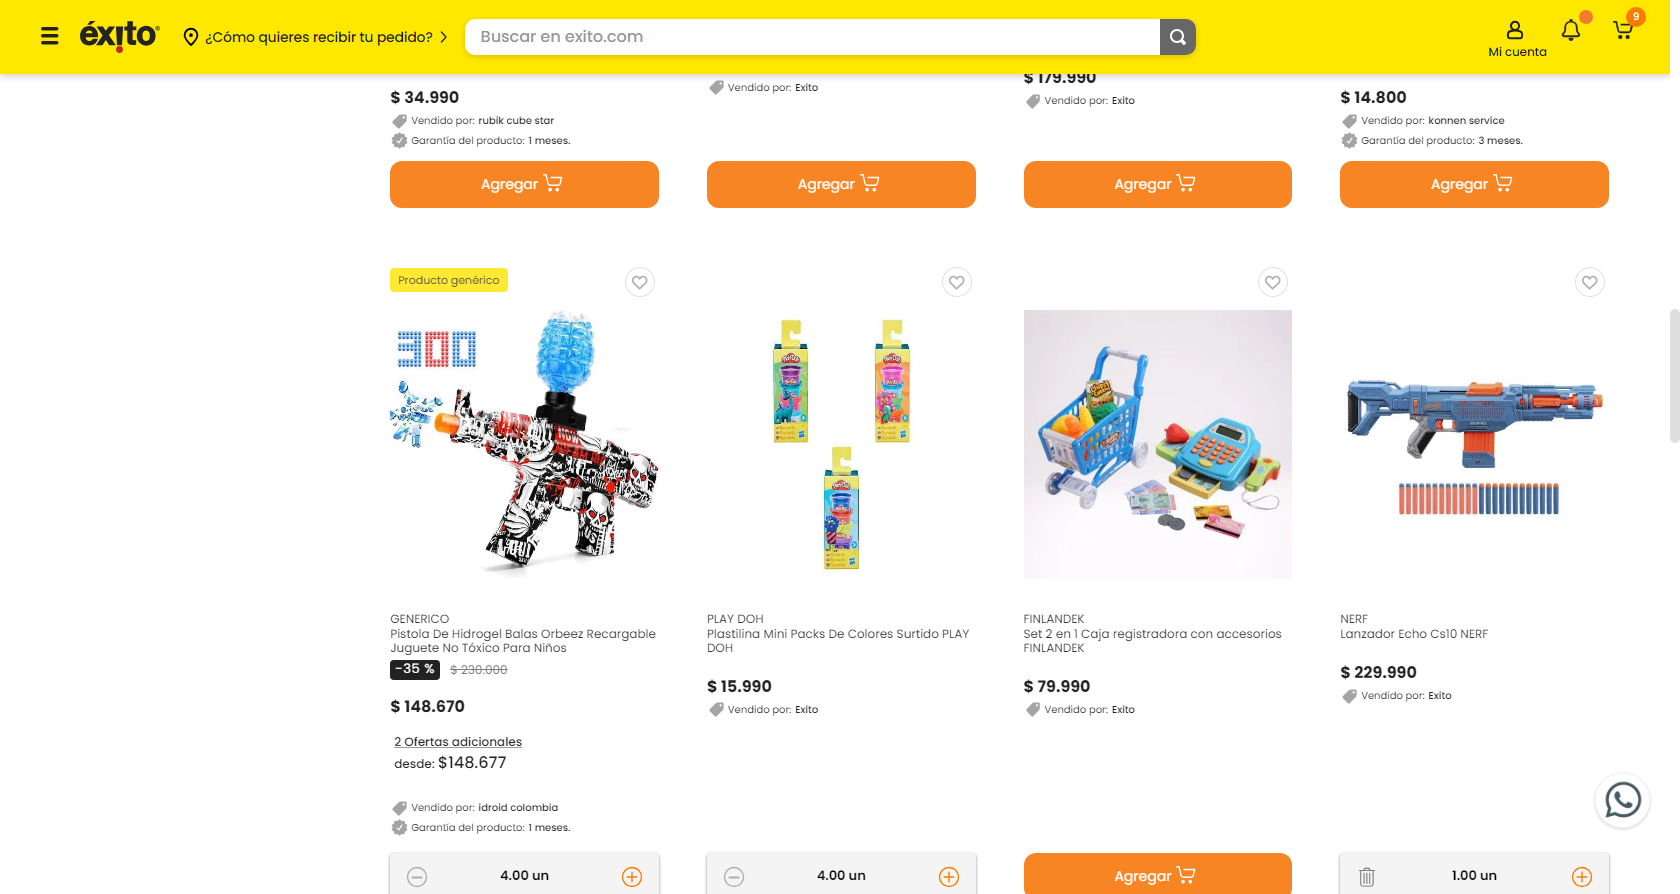 éxito
¿Cómo quieres recibir tu pedido?
Buscar en exito.com
Mi cuenta
9
$ 34.990
Vendido por: rubik cube star
Garantía del producto: 1 meses.
Agregar
Vendido por: Exito
Agregar
$ 179.990
Vendido por: Exito
Agregar
$ 14.800
Vendido por: konnen service
Garantía del producto: 3 meses.
Agregar
Producto genérico
300
GENERICO
Pistola De Hidrogel Balas Orbeez Recargable
Juguete No Tóxico Para Niños
-35 % $ 230.000
$ 148.670
2 Ofertas adicionales
desde: $148.677
Vendido por: idroid colombia
Garantía del producto: 1 meses.
4.00 un
PLAY DOH
Plastilina Mini Packs De Colores Surtido PLAY
DOH
$ 15.990
Vendido por: Exito
4.00 un
FINLANDEK
Set 2 en 1 Caja registradora con accesorios
FINLANDEK
$ 79.990
Vendido por: Exito
Agregar
NERF
Lanzador Echo Cs10 NERF
$ 229.990
Vendido por: Exito
1.00 un